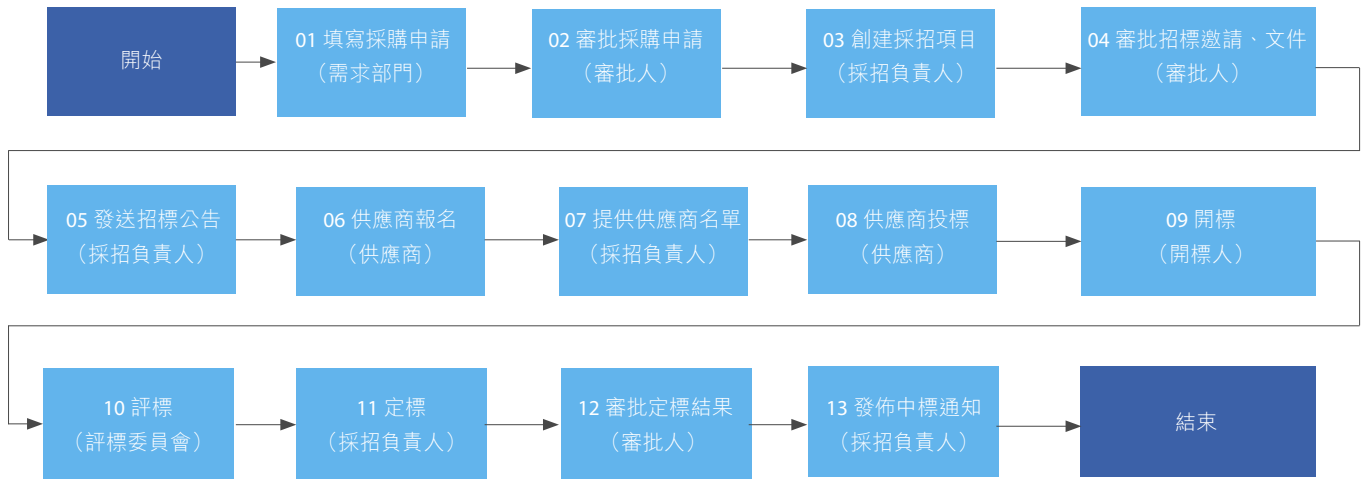 開始
01 填寫採購申請
（需求部門）
02 審批採購申請
（審批人）
03 創建採招項目
（採招負責人）
04 審批招標邀請、文件
（審批人）
05 發送招標公告
（採招負責人）
06 供應商報名
（供應商）
07 提供供應商名單
（採招負責人）
08 供應商投標
（供應商）
09 開標
（開標人）
10 評標
（評標委員會）
11 定標
（採招負責人）
12 審批定標結果
（審批人）
13 發佈中標通知
（採招負責人）
結束